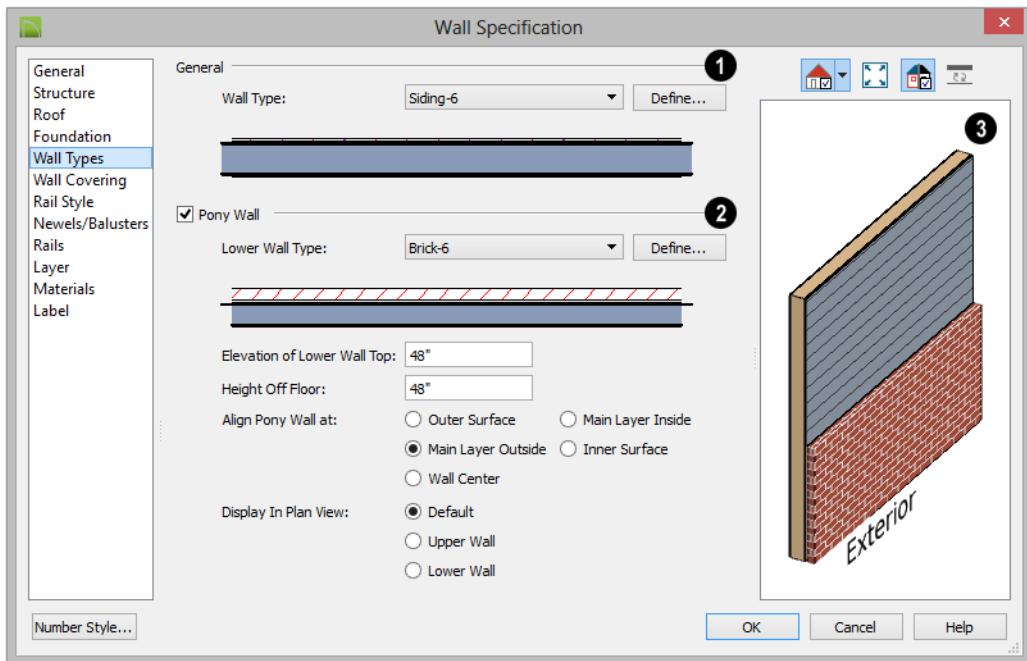 Wall Specification
×
General
Structure
Roof
Foundation
Wall Types
Wall Covering
Rail Style
Newels/Balusters
Rails
Layer
Materials
Label
General 1
Wall Type: Siding-6 Define...
Pony Wall 2
Lower Wall Type: Brick-6 Define...
Elevation of Lower Wall Top: 48"
Height Off Floor: 48"
Align Pony Wall at: Outer Surface Main Layer Inside
Main Layer Outside Inner Surface
Wall Center
Display In Plan View: Default
Upper Wall
Lower Wall
3
Exterior
Number Style... OK Cancel Help